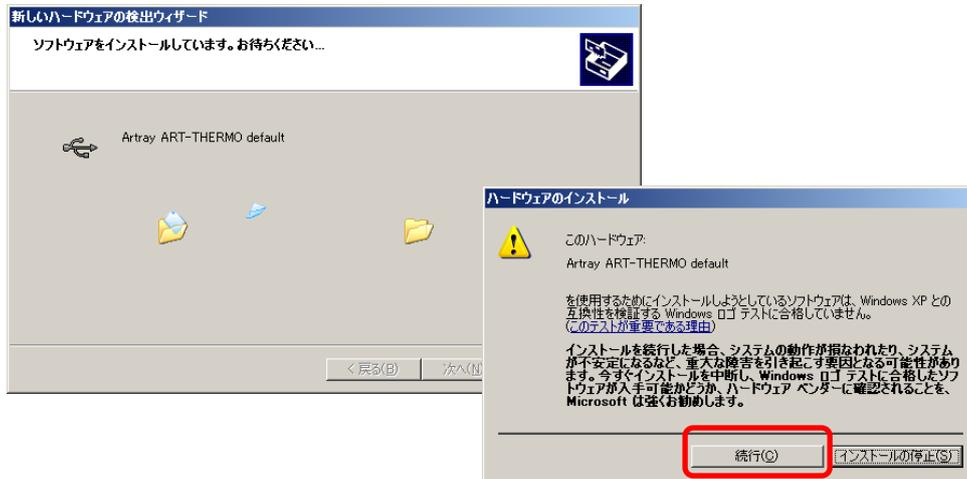 新しいハードウェアの検出ウィザード
ソフトウェアをインストールしています。お待ちください...
Artray ART-THERMO default
< 戻る(B)
次へ(N
ハードウェアのインストール
このハードウェア:
Artray ART-THERMO default
を使用するためにインストールしようとしているソフトウェアは、Windows XP との
互換性を検証する Windows ロゴ テストに合格していません。
(このテストが重要である理由)
インストールを続行した場合、システムの動作が損なわれたり、システム
が不安定になるなど、重大な障害を引き起こす要因となる可能性があり
ます。今すぐインストールを中断し、Windows ロゴ テストに合格したソフ
トウェアが入手可能かどうか、ハードウェア ベンダーに確認されることを、
Microsoft は強くお勧めします。
続行(C)
インストールの停止(S)